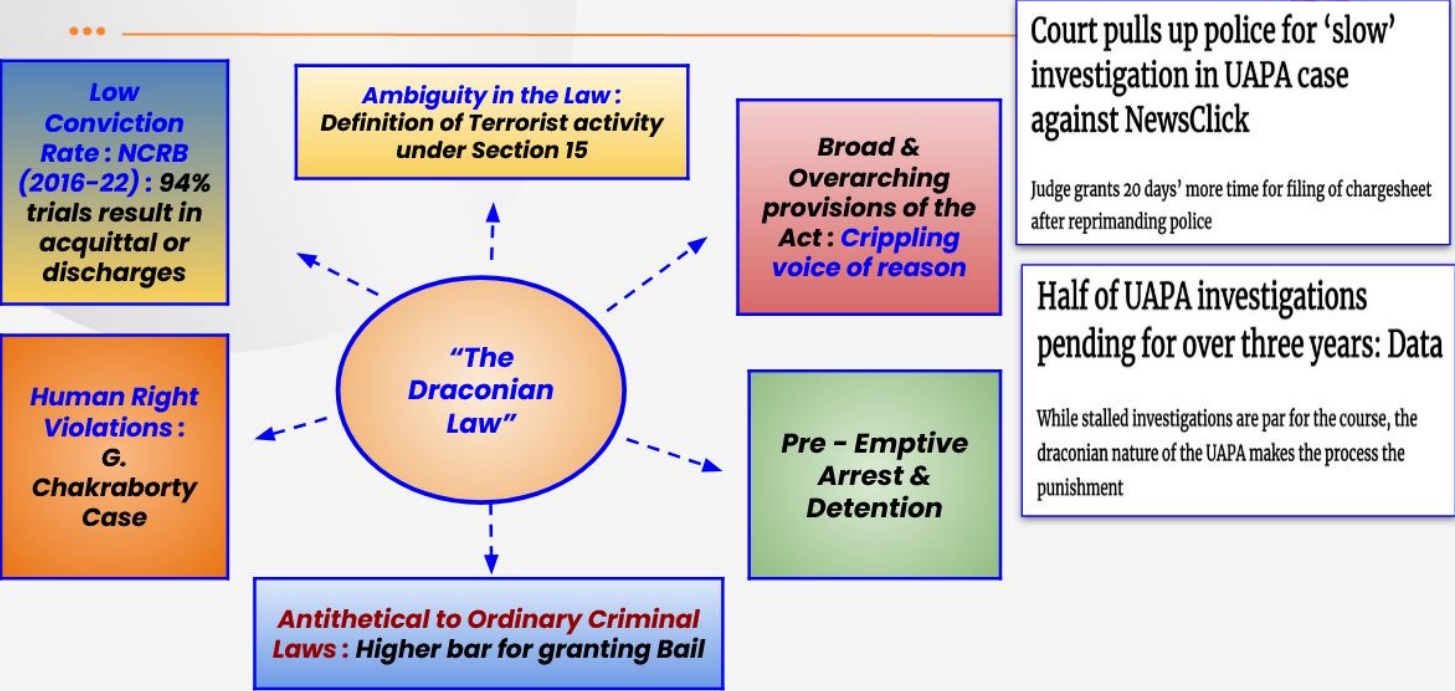 Low
Conviction
Rate : NCRB
(2016-22) : 94%
trials result in
acquittal or
discharges
Ambiguity in the Law :
Definition of Terrorist activity
under Section 15
Broad &
Overarching
provisions of the
Act : Crippling
voice of reason
Court pulls up police for ‘slow’
investigation in UAPA case
against NewsClick
Judge grants 20 days’ more time for filing of chargesheet
after reprimanding police
Human Right
Violations :
G.
Chakraborty
Case
“The
Draconian
Law”
Pre - Emptive
Arrest &
Detention
Half of UAPA investigations
pending for over three years: Data
While stalled investigations are par for the course, the
draconian nature of the UAPA makes the process the
punishment
Antithetical to Ordinary Criminal
Laws : Higher bar for granting Bail